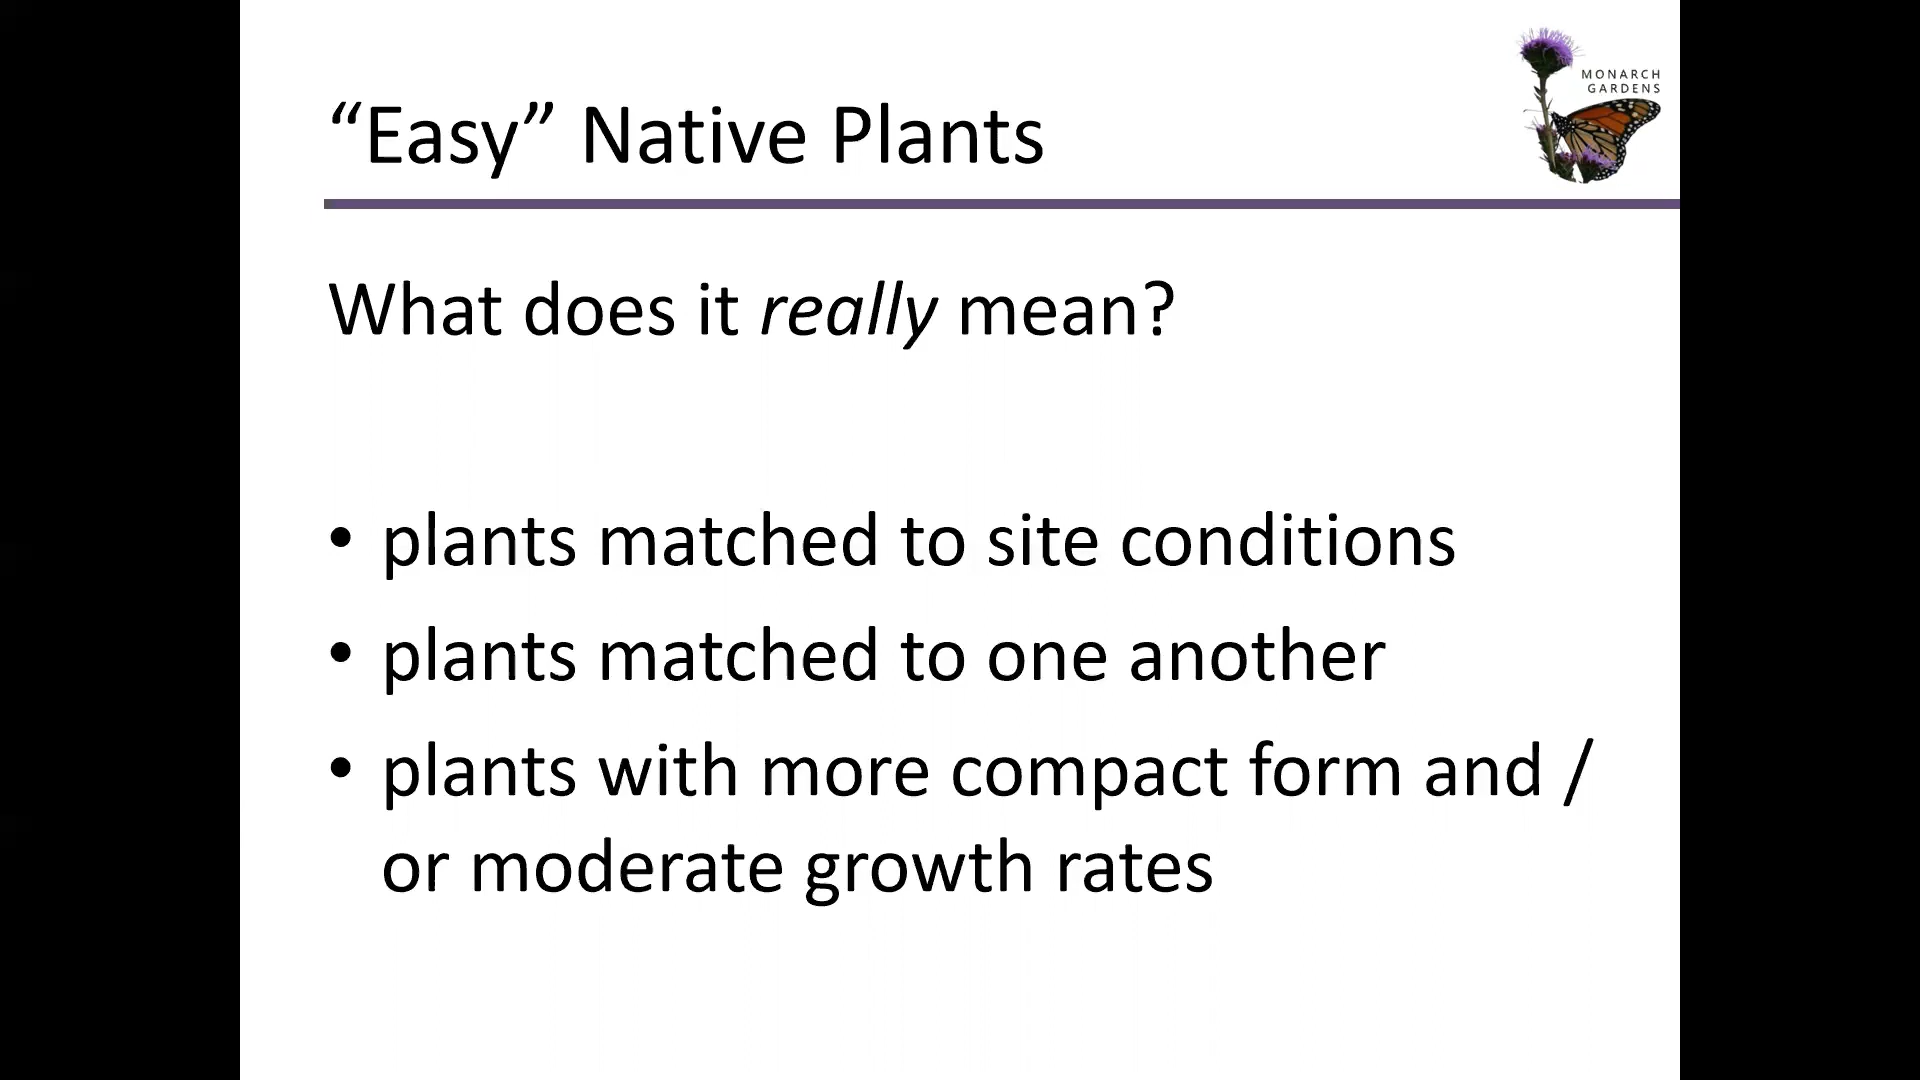 MONARCH
GARDENS
“Easy” Native Plants
What does it really mean?
• plants matched to site conditions
• plants matched to one another
• plants with more compact form and /
or moderate growth rates